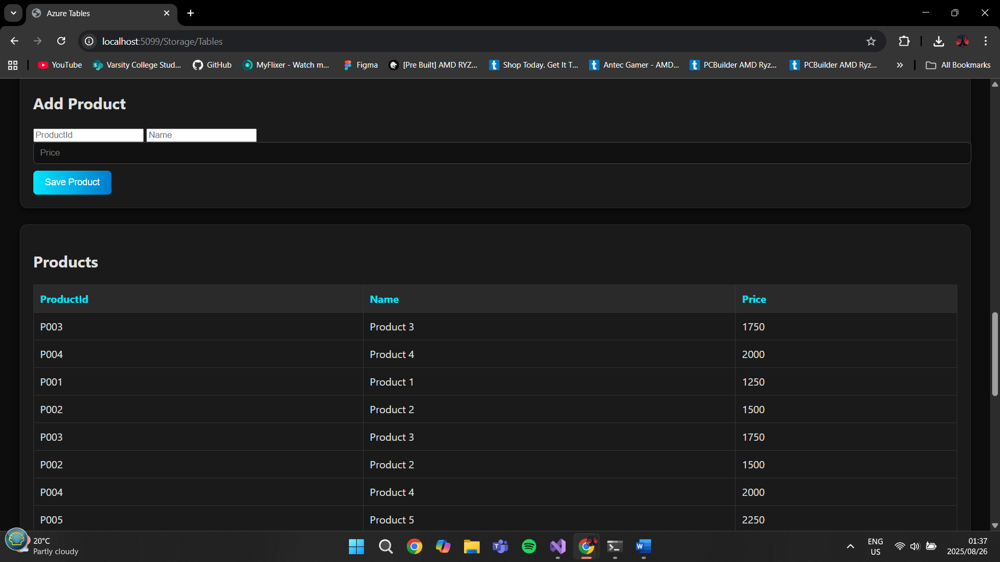 Azure Tables
localhost:5099/Storage/Tables
YouTube
Varsity College Stud...
GitHub
MyFlixer - Watch m...
Figma
[Pre Built] AMD RYZ...
Shop Today. Get It T...
Antec Gamer - AMD...
PCBuilder AMD Ryz...
PCBuilder AMD Ryz...
All Bookmarks
Add Product
ProductId Name
Price
Save Product
Products
ProductId Name Price
P003 Product 3 1750
P004 Product 4 2000
P001 Product 1 1250
P002 Product 2 1500
P003 Product 3 1750
P002 Product 2 1500
P004 Product 4 2000
P005 Product 5 2250
20°C
Partly cloudy
ENG
US
01:37
2025/08/26